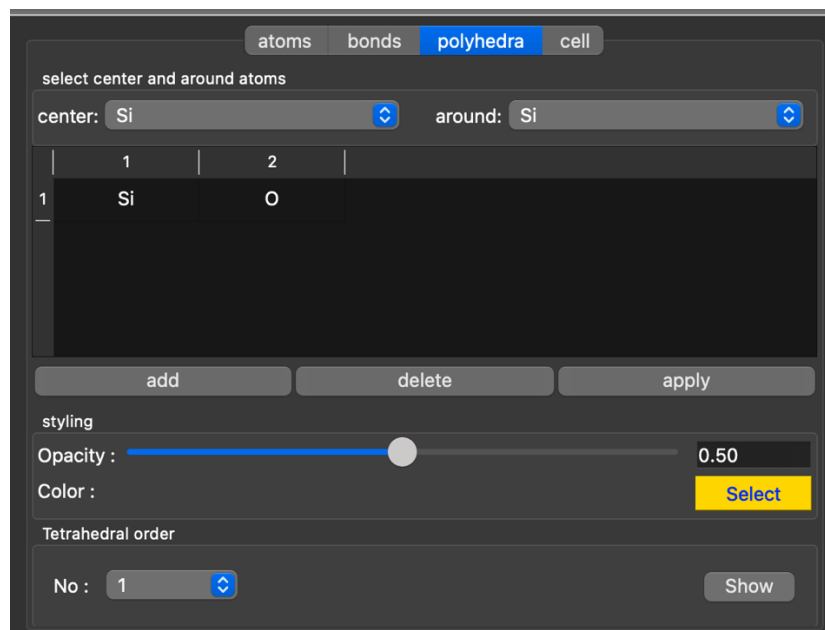 atoms bonds polyhedra cell
select center and around atoms
center: Si around: Si
1 2
1 Si O
add delete apply
styling
Opacity : 0.50
Color : Select
Tetrahedral order
No : 1 Show